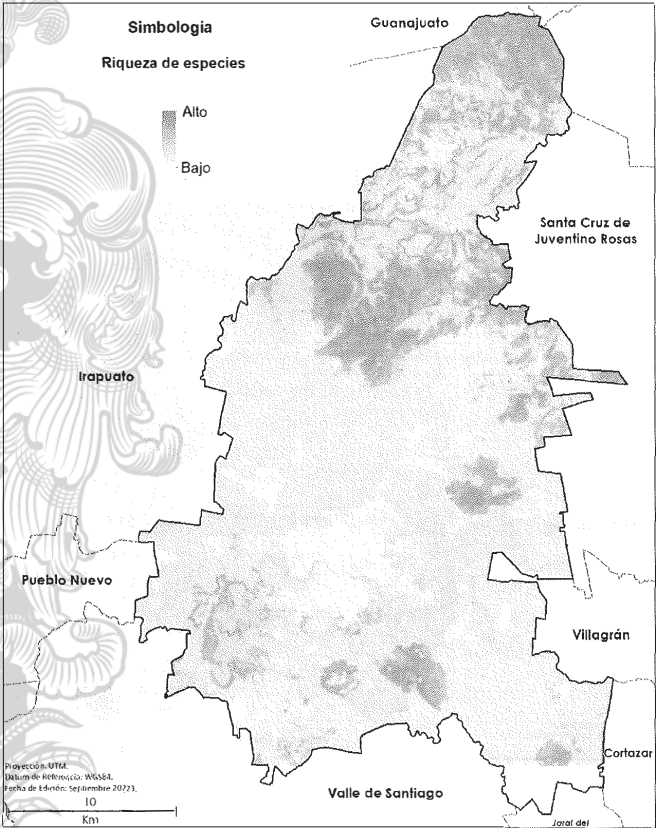 Simbología
Guanajuato
Riqueza de especies
Alto
Bajo
Santa Cruz de
Juventino Rosas
Irapuato
Pueblo Nuevo
Villagrán
Cortazar
Valle de Santiago
Jaral del
Proyección: UTM.
Datum de Referencia: WGS84.
Fecha de Edición: Septiembre 20223.
10
Km